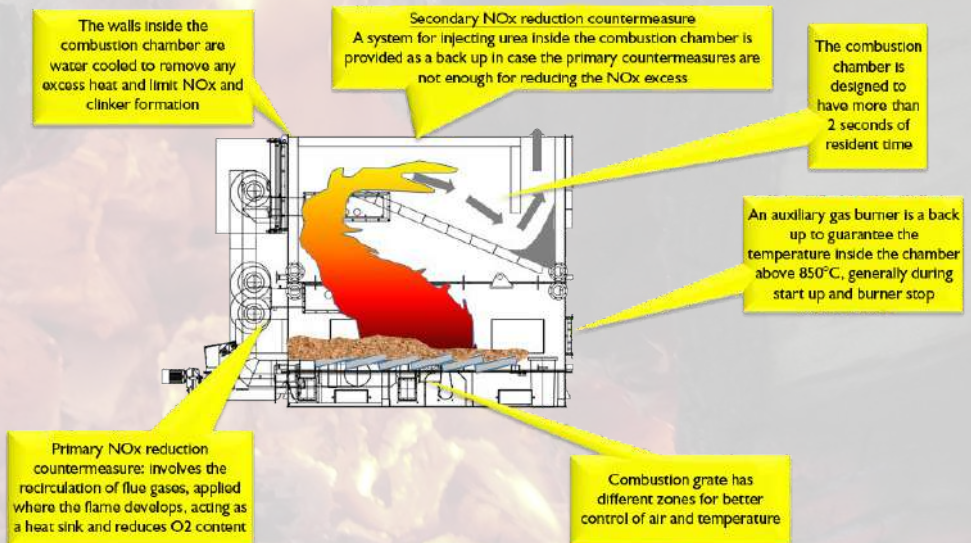 The walls inside the
combustion chamber are
water cooled to remove any
excess heat and limit NOx and
clinker formation
Secondary NOx reduction countermeasure
A system for injecting urea inside the combustion chamber is
provided as a back up in case the primary countermeasures are
not enough for reducing the NOx excess
The combustion
chamber is
designed to
have more than
2 seconds of
resident time
An auxiliary gas burner is a back
up to guarantee the
temperature inside the chamber
above 850°C, generally during
start up and burner stop
Primary NOx reduction
countermeasure: involves the
recirculation of flue gases, applied
where the flame develops, acting as
a heat sink and reduces O2 content
Combustion grate has
different zones for better
control of air and temperature